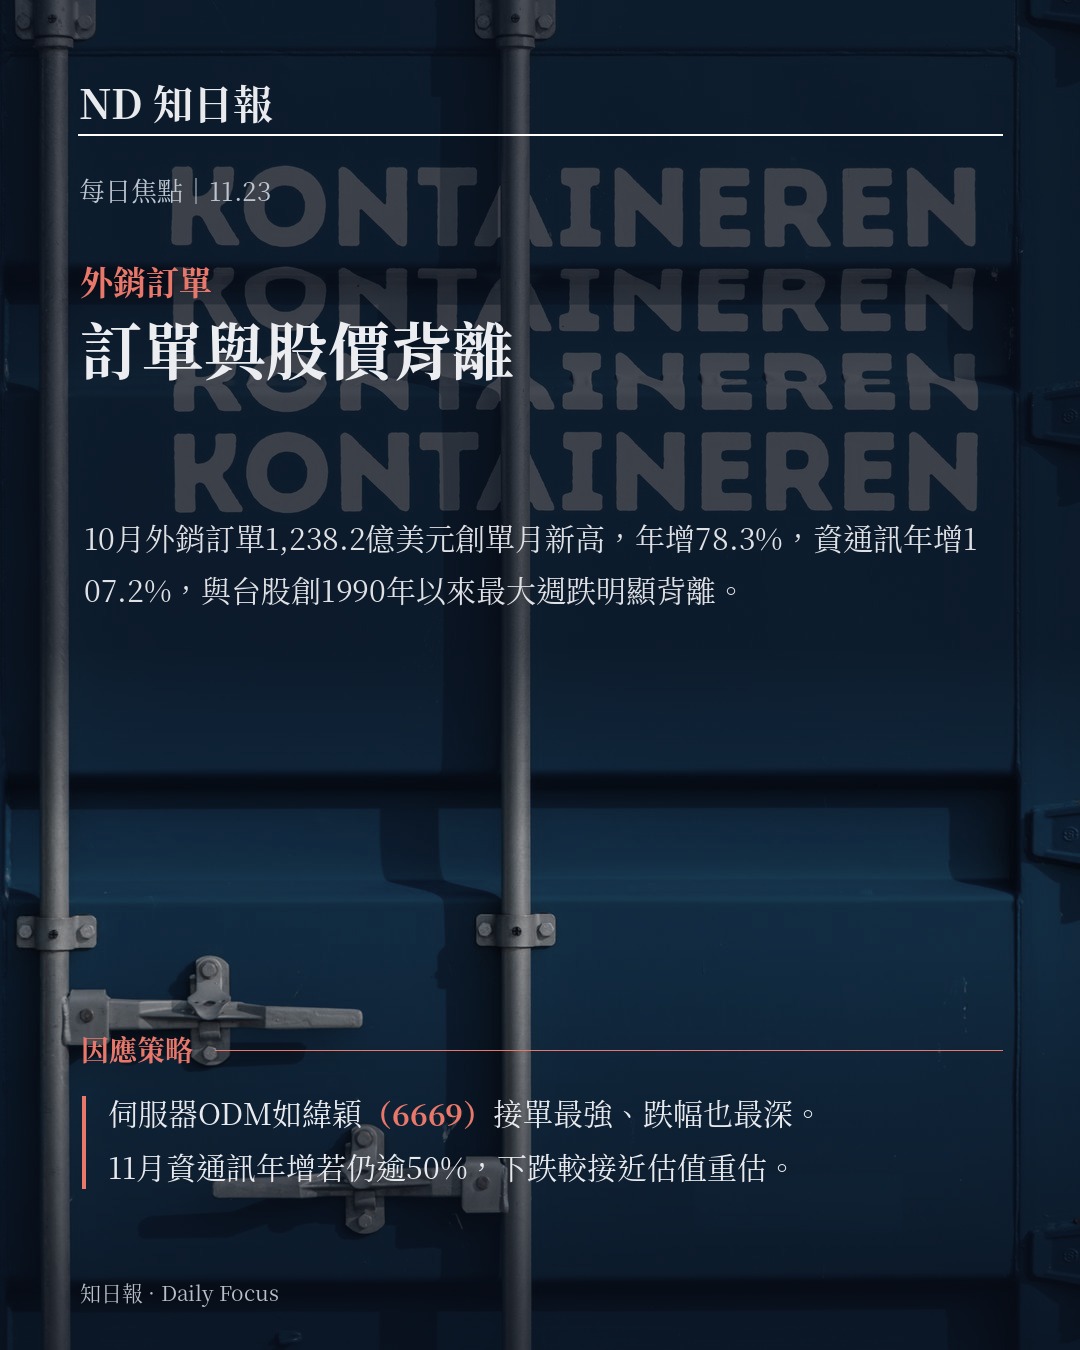 ND 知日報
每日焦點｜11.23
KONTAINEREN
外銷訂單
KONTAINEREN
訂單與股價背離
KONTAINEREN
KONTAINEREN
10月外銷訂單1,238.2億美元創單月新高，年增78.3%，資通訊年增1
07.2%，與台股創1990年以來最大週跌明顯背離。
因應策略
伺服器ODM如緯穎（6669）接單最強、跌幅也最深。
11月資通訊年增若仍逾50%，下跌較接近估值重估。
知日報 · Daily Focus